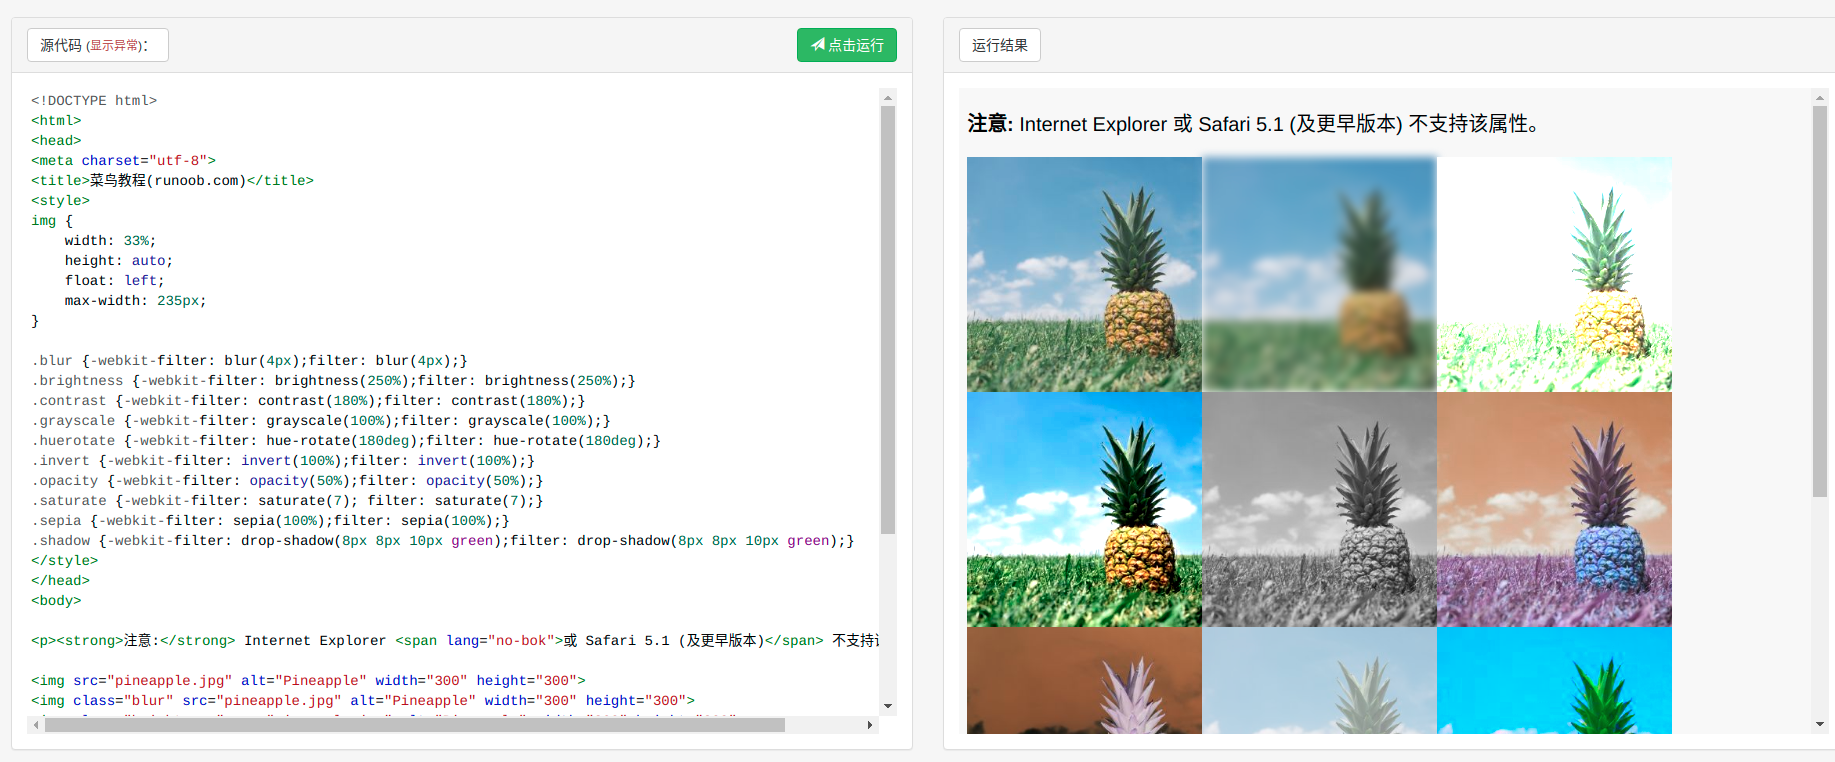 源代码 (显示异常)：
点击运行
<!DOCTYPE html>
<html>
<head>
<meta charset="utf-8">
<title>菜鸟教程(runoob.com)</title>
<style>
img {
    width: 33%;
    height: auto;
    float: left;
    max-width: 235px;
}
.blur {-webkit-filter: blur(4px);filter: blur(4px);}
.brightness {-webkit-filter: brightness(250%);filter: brightness(250%);}
.contrast {-webkit-filter: contrast(180%);filter: contrast(180%);}
.grayscale {-webkit-filter: grayscale(100%);filter: grayscale(100%);}
.huerotate {-webkit-filter: hue-rotate(180deg);filter: hue-rotate(180deg);}
.invert {-webkit-filter: invert(100%);filter: invert(100%);}
.opacity {-webkit-filter: opacity(50%);filter: opacity(50%);}
.saturate {-webkit-filter: saturate(7); filter: saturate(7);}
.sepia {-webkit-filter: sepia(100%);filter: sepia(100%);}
.shadow {-webkit-filter: drop-shadow(8px 8px 10px green);filter: drop-shadow(8px 8px 10px green);}
</style>
</head>
<body>
<p><strong>注意:</strong> Internet Explorer <span lang="no-bok">或 Safari 5.1 (及更早版本)</span> 不支持
<img src="pineapple.jpg" alt="Pineapple" width="300" height="300">
<img class="blur" src="pineapple.jpg" alt="Pineapple" width="300" height="300">
运行结果
注意: Internet Explorer 或 Safari 5.1 (及更早版本) 不支持该属性。